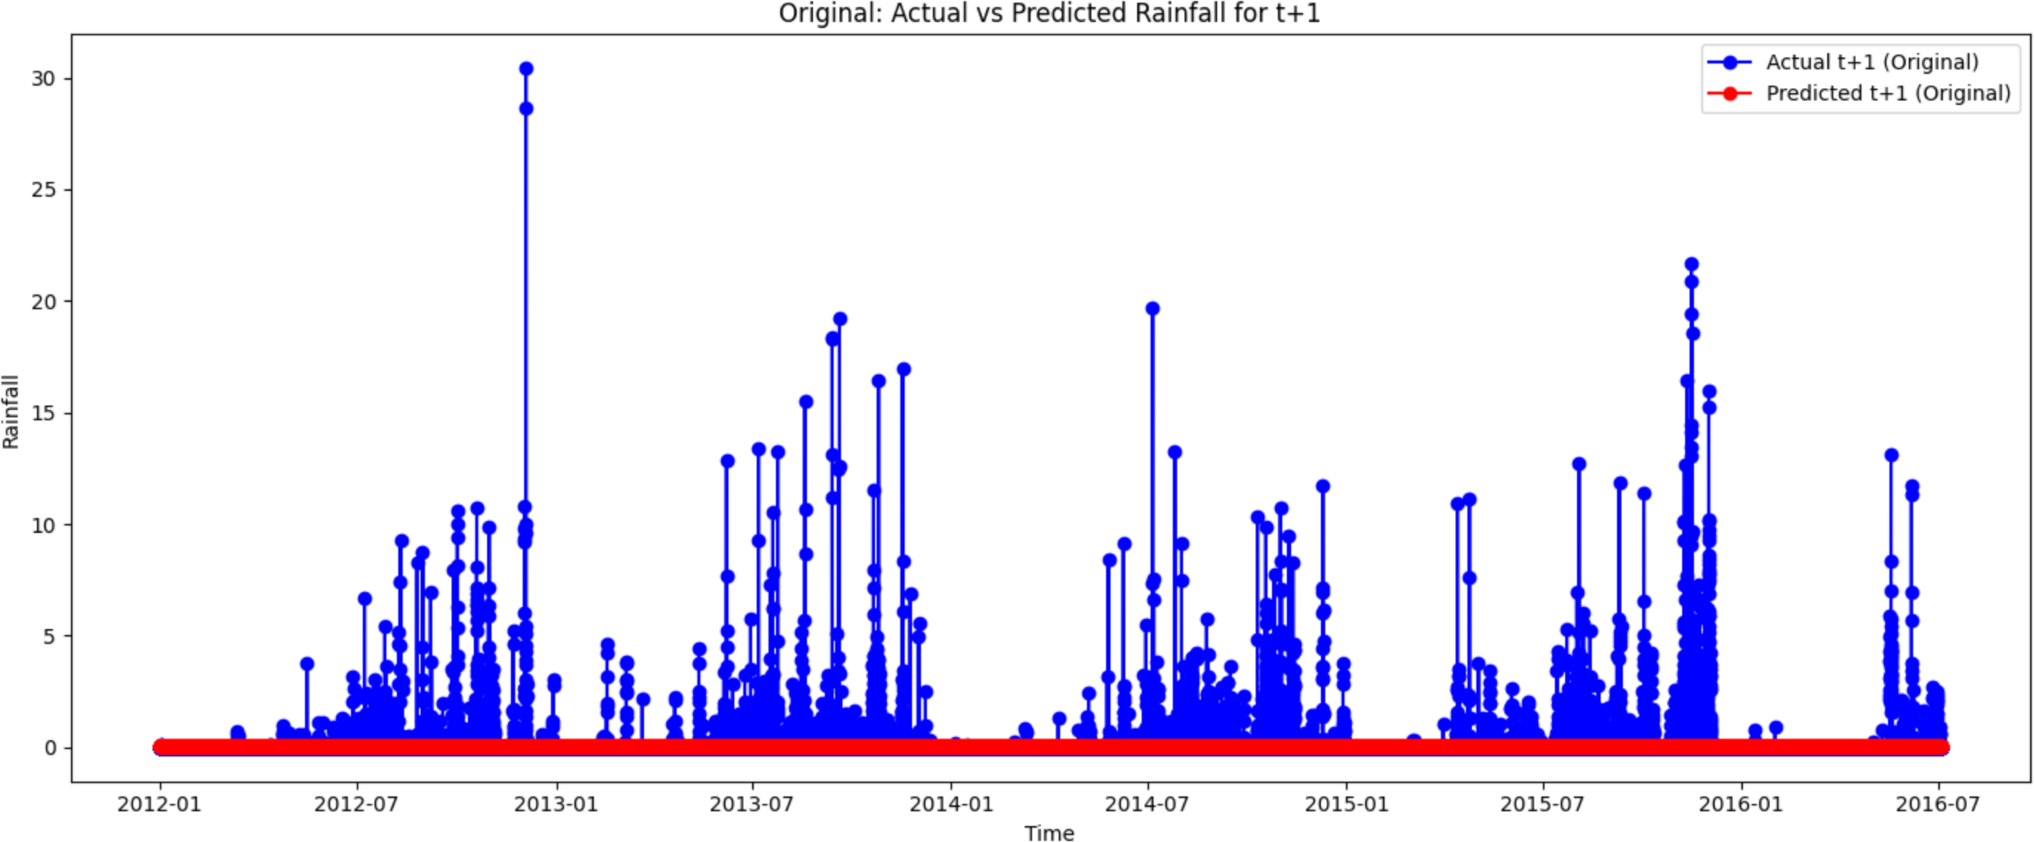 Original: Actual vs Predicted Rainfall for t+1
Actual t+1 (Original)
Predicted t+1 (Original)
30
25
20
15
10
5
0
Rainfall
2012-01 2012-07 2013-01 2013-07 2014-01 2014-07 2015-01 2015-07 2016-01 2016-07
Time